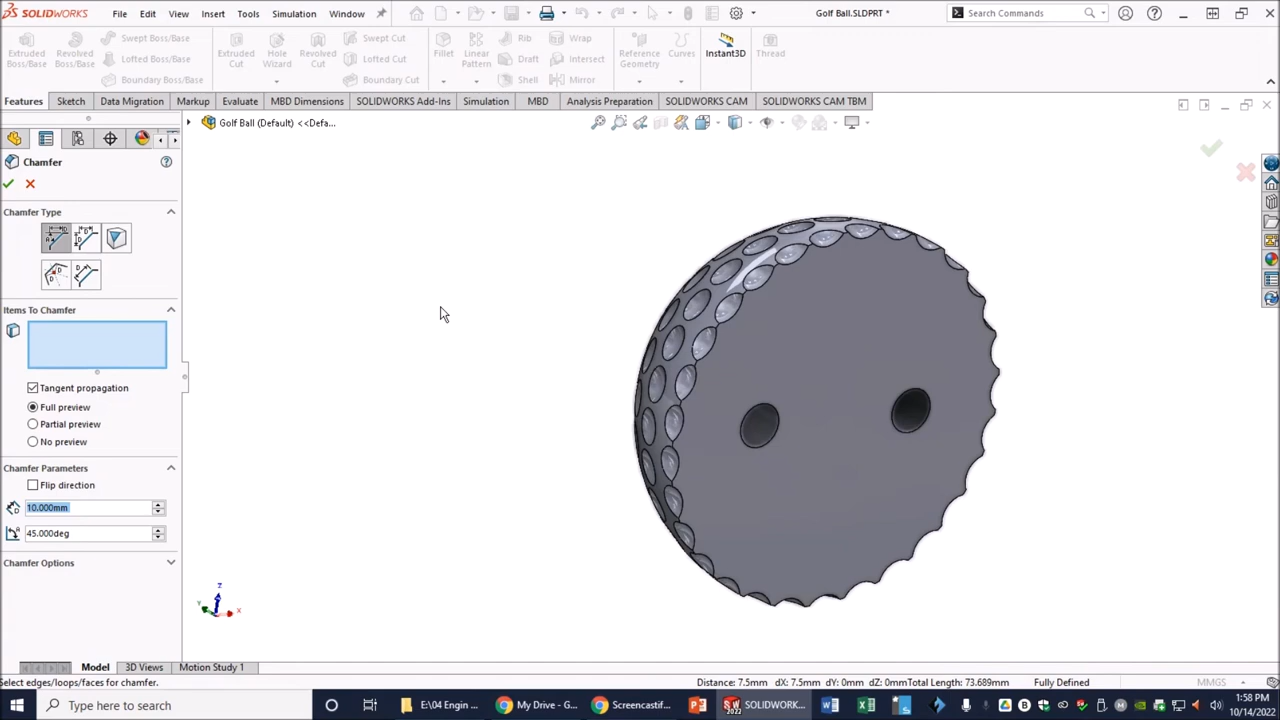 SOLIDWORKS File Edit View Insert Tools Simulation Window Golf Ball.SLDPRT * Search Commands
Extruded Boss/Base Revolved Boss/Base Swept Boss/Base Lofted Boss/Base Boundary Boss/Base Extruded Cut Hole Wizard Revolved Cut Swept Cut Lofted Cut Boundary Cut Fillet Linear Pattern Rib Draft Shell Wrap Intersect Mirror Reference Geometry Curves Instant3D Thread
Features Sketch Data Migration Markup Evaluate MBD Dimensions SOLIDWORKS Add-Ins Simulation MBD Analysis Preparation SOLIDWORKS CAM SOLIDWORKS CAM TBM
Golf Ball (Default) <<Defa...
Chamfer
Chamfer Type
Items To Chamfer
Tangent propagation
Full preview
Partial preview
No preview
Chamfer Parameters
Flip direction
10.000mm
45.000deg
Chamfer Options
Z
Y
X
Model 3D Views Motion Study 1
Select edges/loops/faces for chamfer. Distance: 7.5mm dX: 7.5mm dY: 0mm dZ: 0mmTotal Length: 73.689mm Fully Defined MMGS
Type here to search E:\04 Engin ... My Drive - G... Screencastif... SOLIDWORK... 1:58 PM
10/14/2022